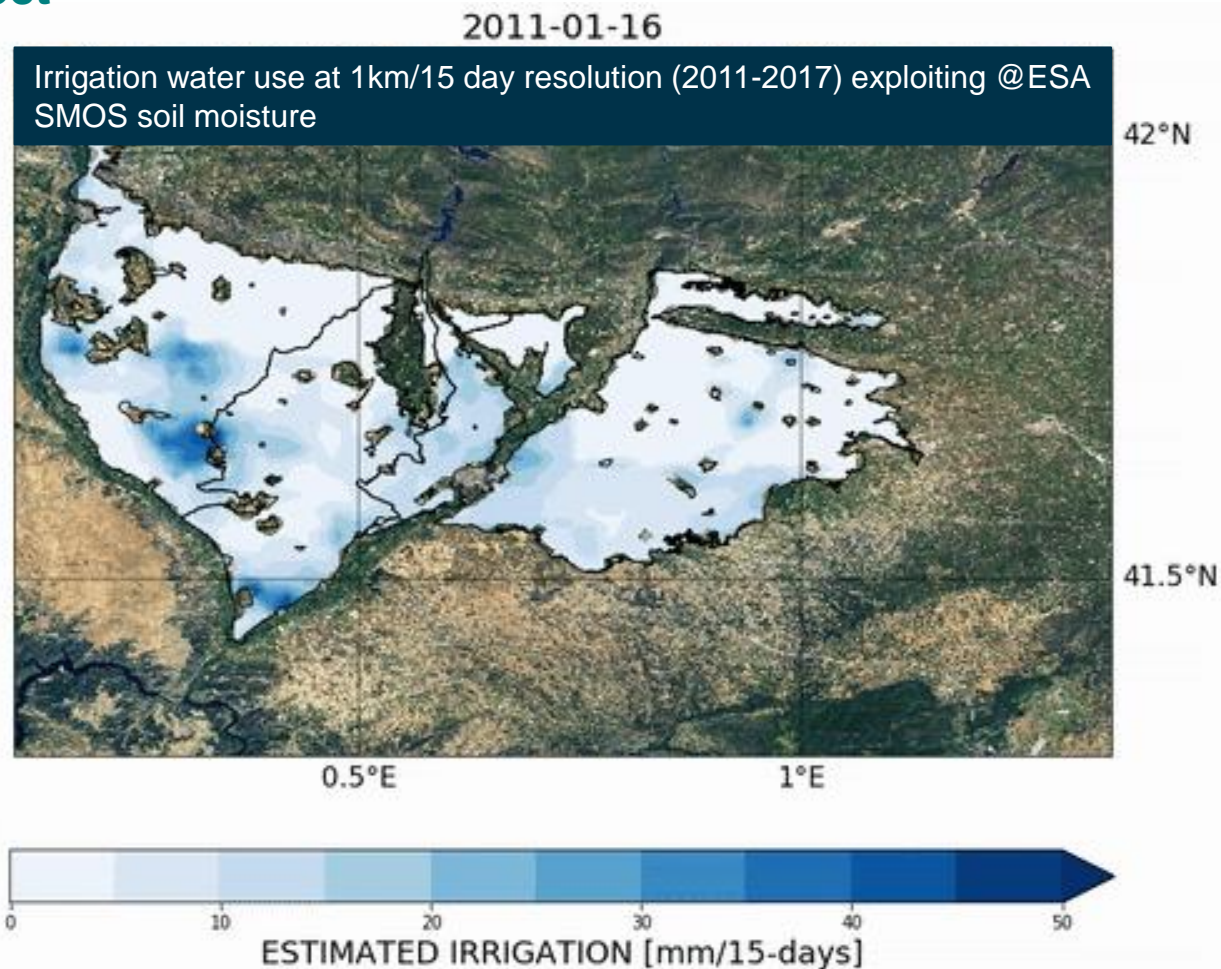 2011-01-16
Irrigation water use at 1km/15 day resolution (2011-2017) exploiting @ESA
SMOS soil moisture
42°N
41.5°N
0.5°E 1°E
0 10 20 30 40 50
ESTIMATED IRRIGATION [mm/15-days]